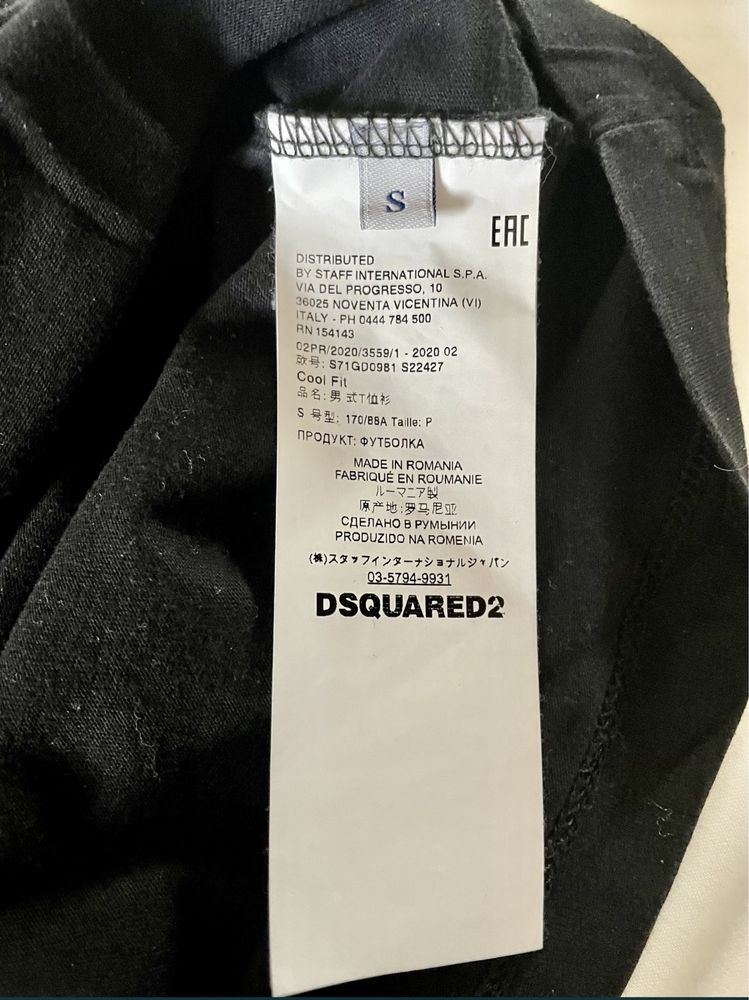 S
EAC
DISTRIBUTED
BY STAFF INTERNATIONAL S.P.A.
VIA DEL PROGRESSO, 10
36025 NOVENTA VICENTINA (VI)
ITALY - PH 0444 784 500
RN 154143
02PR/2020/3559/1 - 2020 02
款号: S71GD0981 S22427
Cool Fit
品名: 男式T恤衫
S 号型: 170/88A Taille: P
ПРОДУКТ: ФУТБОЛКА
MADE IN ROMANIA
FABRIQUÉ EN ROUMANIE
ルーマニア製
原产地:罗马尼亚
СДЕЛАНО В РУМЫНИИ
PRODUZIDO NA ROMENIA
(株)スタッフインターナショナルジャパン
03-5794-9931
DSQUARED2